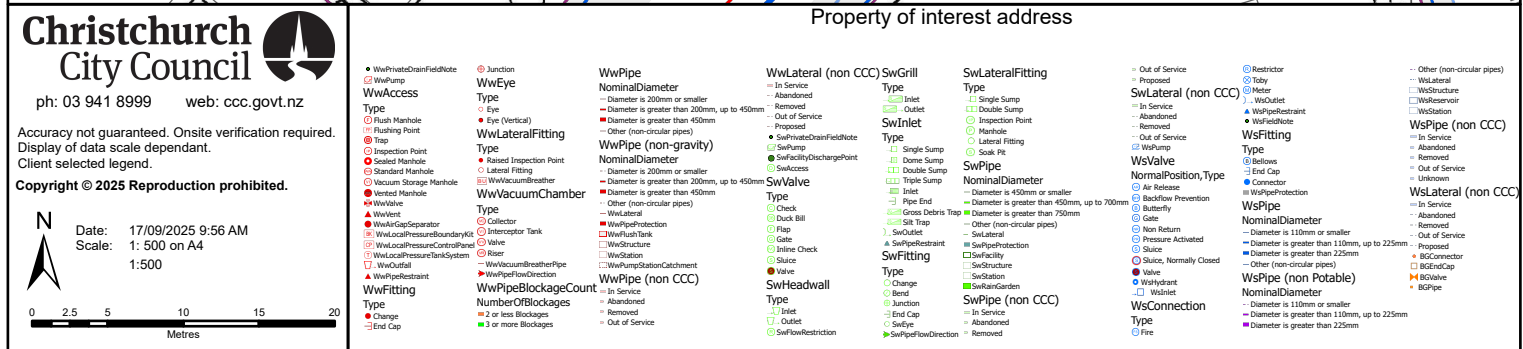 Property of interest address
Christchurch
City Council
ph: 03 941 8999 web: ccc.govt.nz
Accuracy not guaranteed. Onsite verification required.
Display of data scale dependant.
Client selected legend.
Copyright © 2025 Reproduction prohibited.
N
Date: 17/09/2025 9:56 AM
Scale: 1: 500 on A4
1:500
0 2.5 5 10 15 20
Metres
WwPrivateDrainFieldNote
WwPump
WwAccess
Type
Flush Manhole
Flushing Point
Trap
Inspection Point
Sealed Manhole
Standard Manhole
Vacuum Storage Manhole
Vented Manhole
WwValve
WwVent
WwAirGapSeparator
WwLocalPressureBoundaryKit
WwLocalPressureControlPanel
WwLocalPressureTankSystem
WwOutfall
WwPipeRestraint
WwFitting
Type
Change
End Cap
Junction
WwEye
Type
Eye
Eye (Vertical)
WwLateralFitting
Type
Raised Inspection Point
Lateral Fitting
WwVacuumBreather
WwVacuumChamber
Type
Collector
Interceptor Tank
Valve
Riser
WwVacuumBreatherPipe
WwPipeFlowDirection
WwPipeBlockageCount
NumberOfBlockages
2 or less Blockages
3 or more Blockages
WwPipe
NominalDiameter
Diameter is 200mm or smaller
Diameter is greater than 200mm, up to 450mm
Diameter is greater than 450mm
Other (non-circular pipes)
WwPipe (non-gravity)
NominalDiameter
Diameter is 200mm or smaller
Diameter is greater than 200mm, up to 450mm
Diameter is greater than 450mm
Other (non-circular pipes)
WwLateral
WwPipeProtection
WwFlushTank
WwStructure
WwStation
WwPumpStationCatchment
WwPipe (non CCC)
In Service
Abandoned
Removed
Out of Service
WwLateral (non CCC)
In Service
Abandoned
Removed
Out of Service
Proposed
SwPrivateDrainFieldNote
SwPump
SwFacilityDischargePoint
SwAccess
SwValve
Type
Check
Duck Bill
Flap
Gate
Inline Check
Sluice
Valve
SwHeadwall
Type
Inlet
Outlet
SwFlowRestriction
SwGrill
Type
Inlet
Outlet
SwInlet
Type
Single Sump
Dome Sump
Double Sump
Triple Sump
Inlet
Pipe End
Gross Debris Trap
Silt Trap
SwOutlet
SwPipeRestraint
SwFitting
Type
Change
Bend
Junction
End Cap
SwEye
SwPipeFlowDirection
SwLateralFitting
Type
Single Sump
Double Sump
Inspection Point
Manhole
Lateral Fitting
Soak Pit
SwPipe
NominalDiameter
Diameter is 450mm or smaller
Diameter is greater than 450mm, up to 700mm
Diameter is greater than 750mm
Other (non-circular pipes)
SwLateral
SwPipeProtection
SwFacility
SwStructure
SwStation
SwRainGarden
SwPipe (non CCC)
In Service
Abandoned
Removed
Out of Service
Proposed
SwLateral (non CCC)
In Service
Abandoned
Removed
Out of Service
WsPump
WsValve
NormalPosition,Type
Air Release
Backflow Prevention
Butterfly
Gate
Non Return
Pressure Activated
Sluice
Sluice, Normally Closed
Valve
WsHydrant
WsInlet
WsConnection
Type
Fire
Restrictor
Toby
Meter
WsOutlet
WsPipeRestraint
WsFieldNote
WsFitting
Type
Bellows
End Cap
Connector
WsPipeProtection
WsPipe
NominalDiameter
Diameter is 110mm or smaller
Diameter is greater than 110mm, up to 225mm
Diameter is greater than 225mm
Other (non-circular pipes)
WsPipe (non Potable)
NominalDiameter
Diameter is 110mm or smaller
Diameter is greater than 110mm, up to 225mm
Diameter is greater than 225mm
Other (non-circular pipes)
WsLateral
WsStructure
WsReservoir
WsStation
WsPipe (non CCC)
In Service
Abandoned
Removed
Out of Service
Unknown
WsLateral (non CCC)
In Service
Abandoned
Removed
Out of Service
Proposed
BGConnector
BGEndCap
BGValve
BGPipe